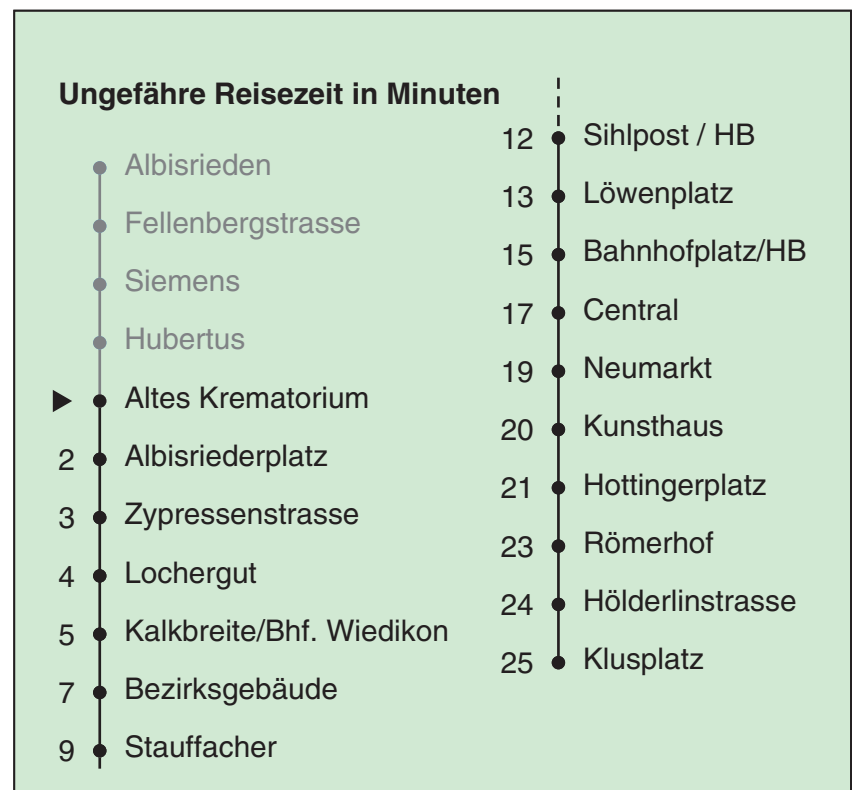 Ungefähre Reisezeit in Minuten
Albisrieden
Fellenbergstrasse
Siemens
Hubertus
Altes Krematorium
2 Albisriederplatz
3 Zypressenstrasse
4 Lochergut
5 Kalkbreite/Bhf. Wiedikon
7 Bezirksgebäude
9 Stauffacher
12 Sihlpost / HB
13 Löwenplatz
15 Bahnhofplatz/HB
17 Central
19 Neumarkt
20 Kunsthaus
21 Hottingerplatz
23 Römerhof
24 Hölderlinstrasse
25 Klusplatz